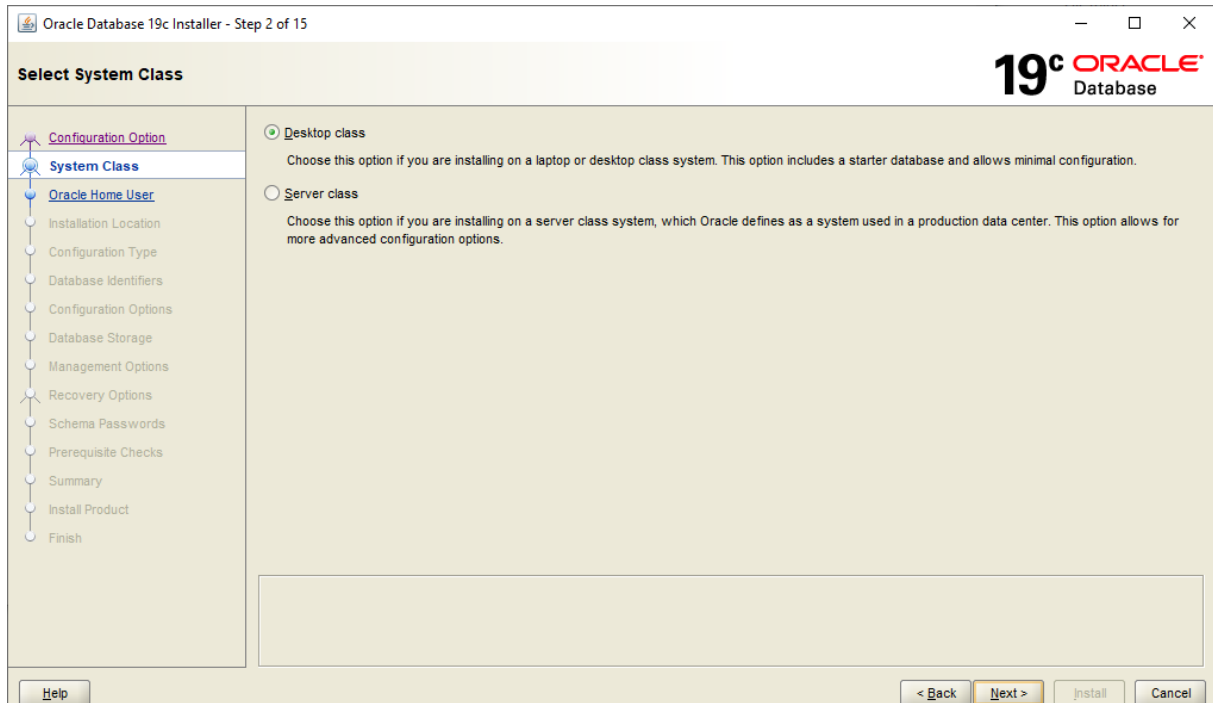 Oracle Database 19c Installer - Step 2 of 15
Select System Class
19c ORACLE
Database
Configuration Option
System Class
Oracle Home User
Installation Location
Configuration Type
Database Identifiers
Configuration Options
Database Storage
Management Options
Recovery Options
Schema Passwords
Prerequisite Checks
Summary
Install Product
Finish
Desktop class
Choose this option if you are installing on a laptop or desktop class system. This option includes a starter database and allows minimal configuration.
Server class
Choose this option if you are installing on a server class system, which Oracle defines as a system used in a production data center. This option allows for
more advanced configuration options.
Help
< Back
Next >
Install
Cancel